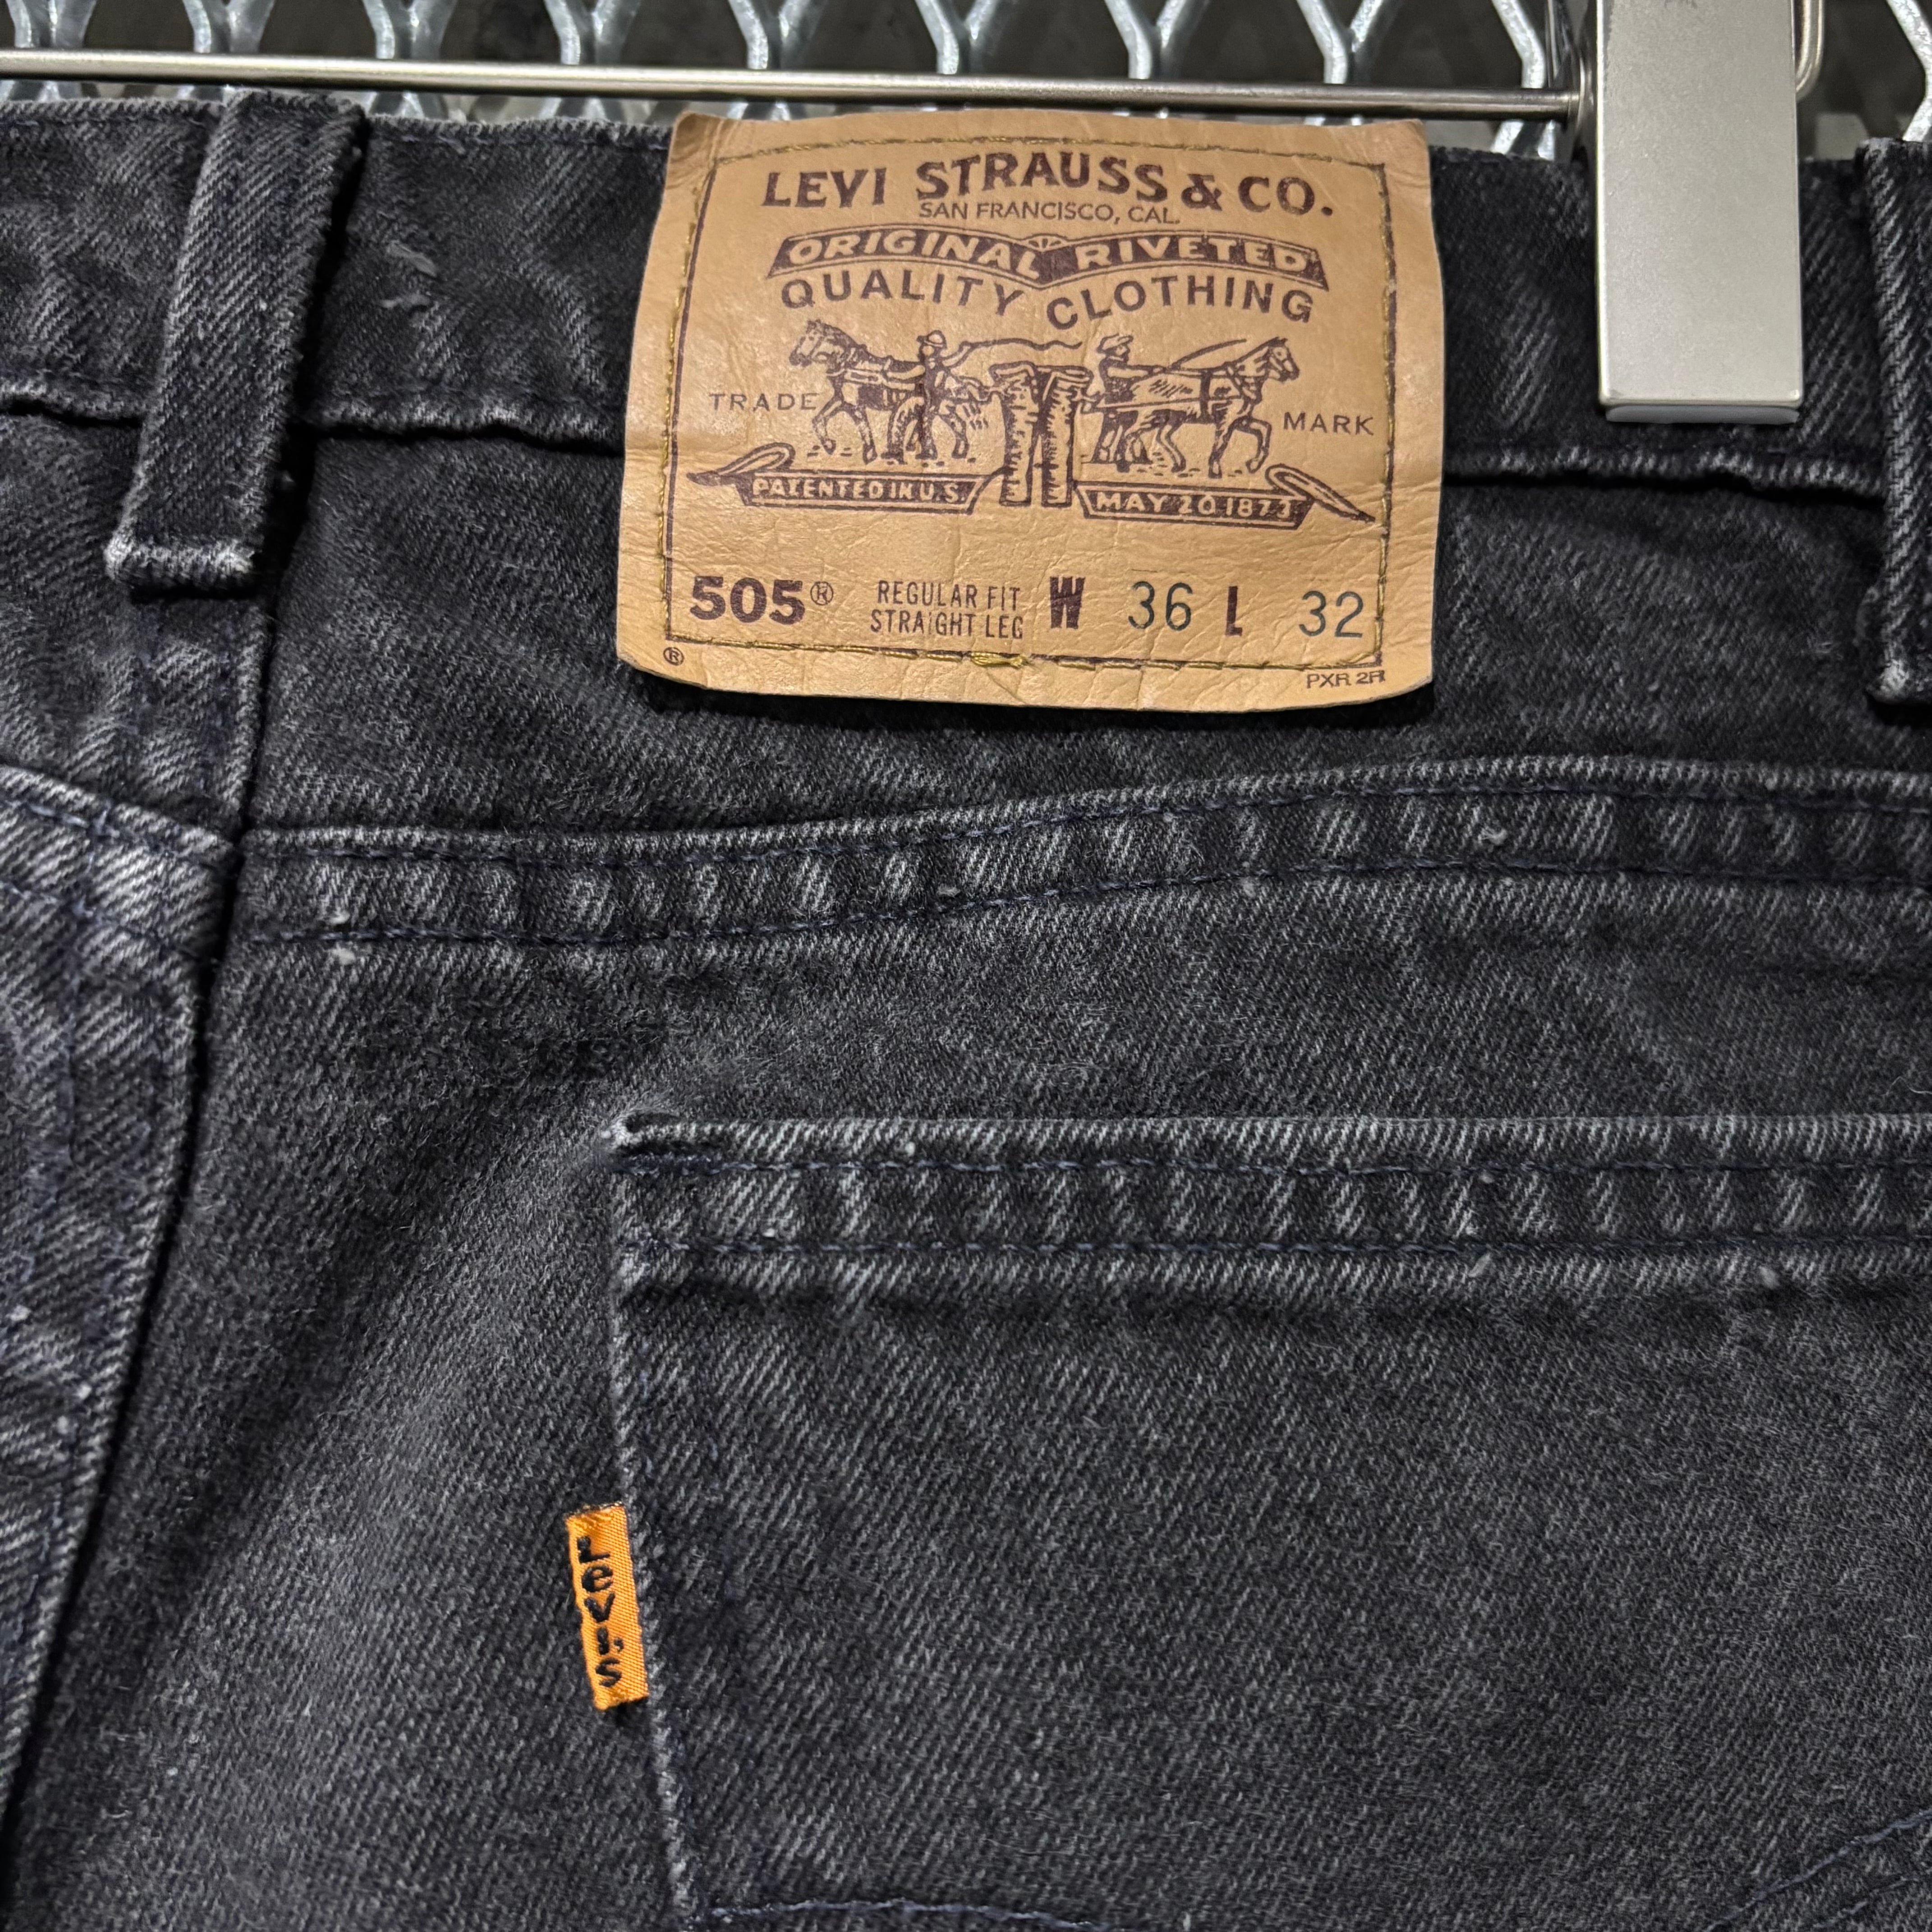 LEVI STRAUSS & CO.
SAN FRANCISCO, CAL.
ORIGINAL RIVETED
QUALITY CLOTHING
TRADE MARK
PATENTED IN U.S. MAY 20 1873
505® REGULAR FIT W 36 L 32
STRAIGHT LEG
®
PXR 2R
Levi's